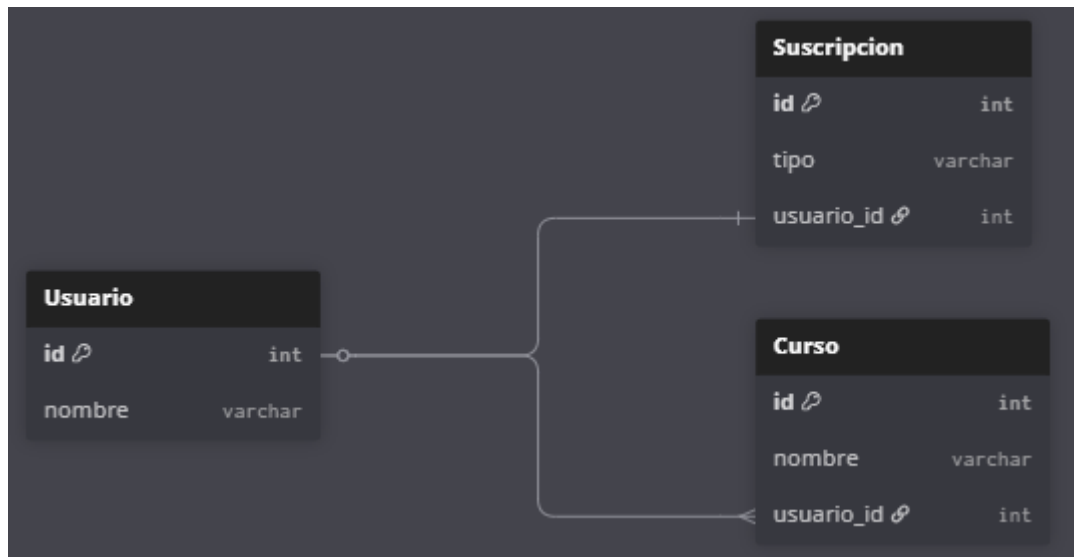 Suscripcion
id int
tipo varchar
usuario_id int
Usuario
id int
nombre varchar
Curso
id int
nombre varchar
usuario_id int